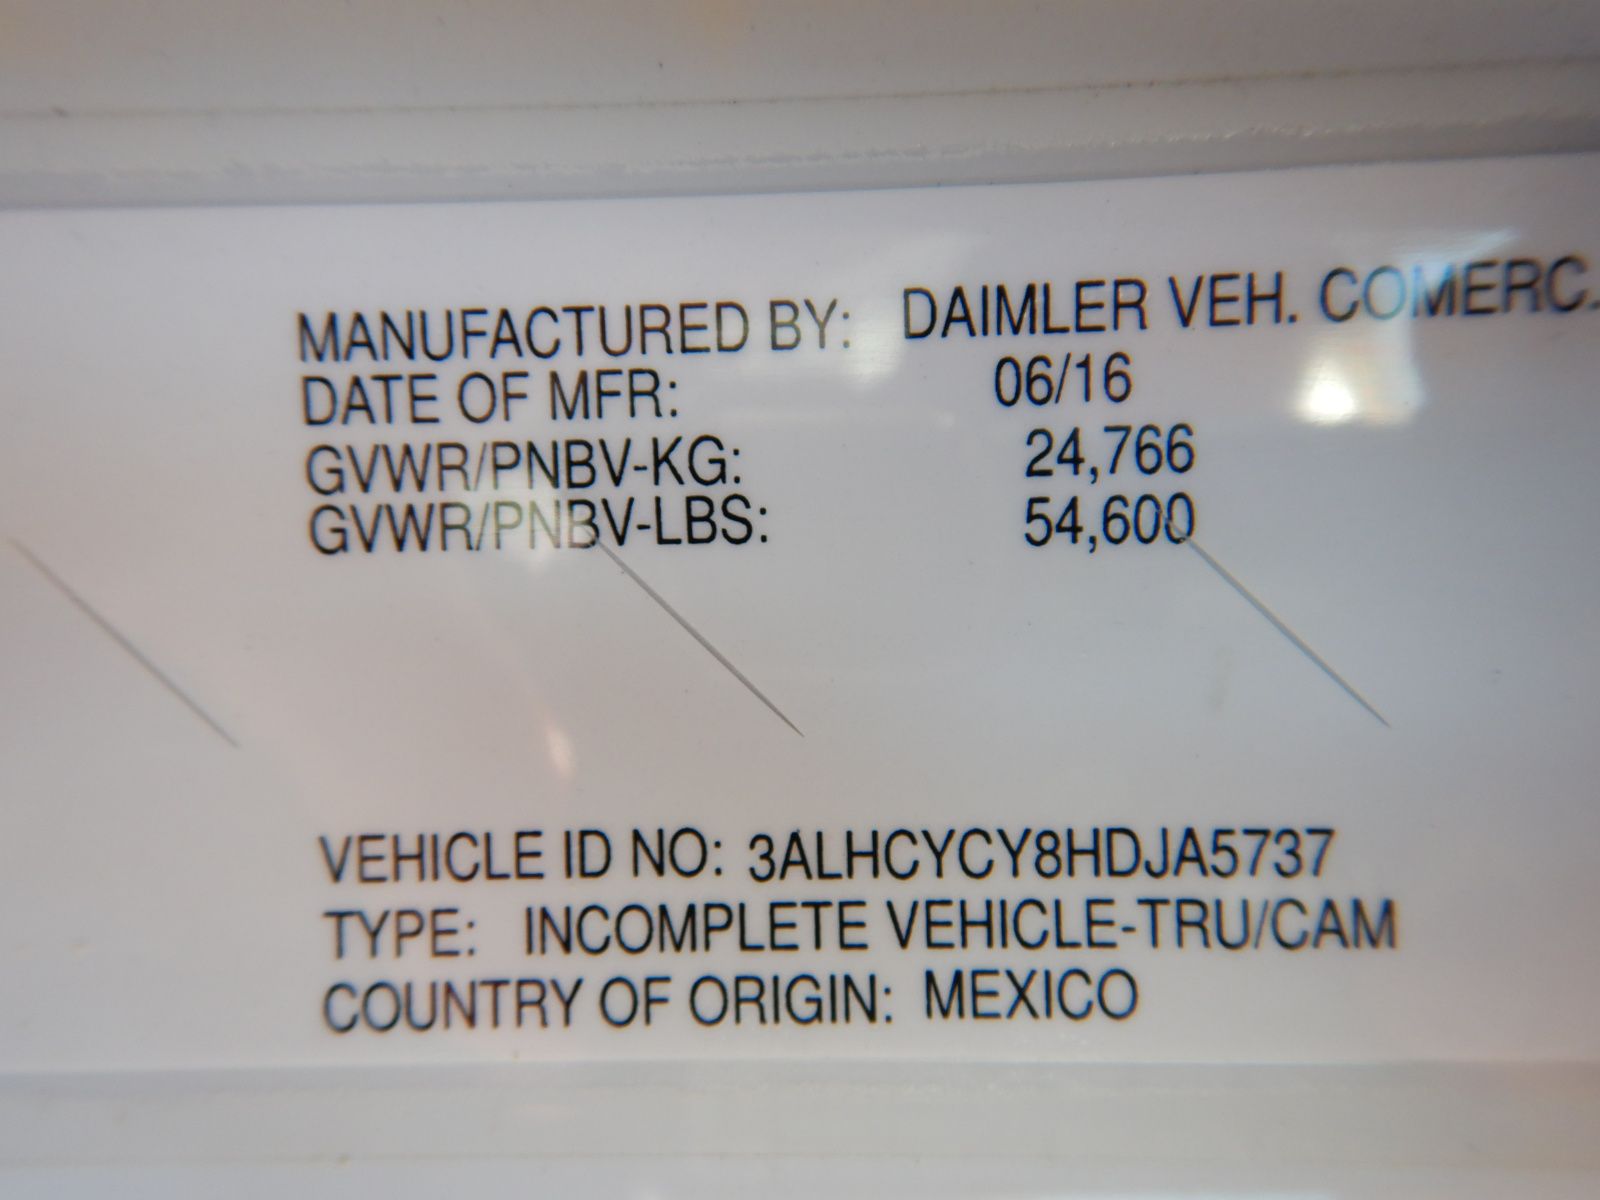 MANUFACTURED BY: DAIMLER VEH. COMERC.
DATE OF MFR: 06/16
GVWR/PNBV-KG: 24,766
GVWR/PNBV-LBS: 54,600
VEHICLE ID NO: 3ALHCYCY8HDJA5737
TYPE: INCOMPLETE VEHICLE-TRU/CAM
COUNTRY OF ORIGIN: MEXICO